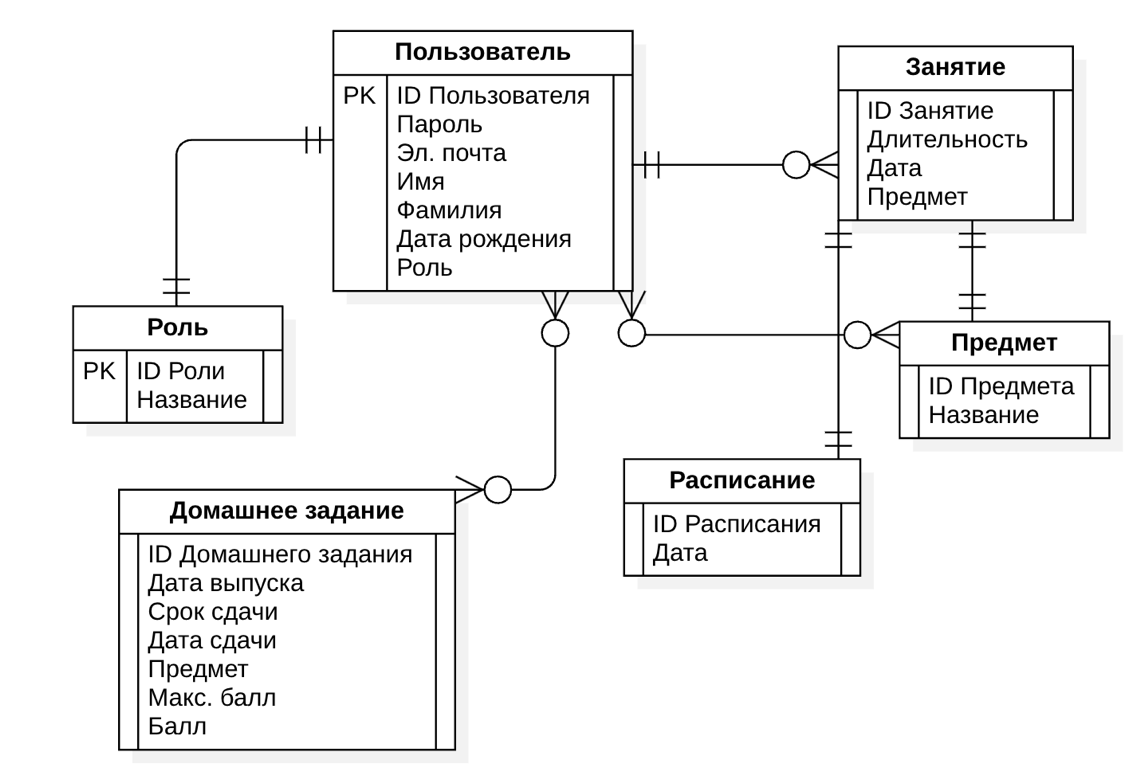 Пользователь
PK
ID Пользователя
Пароль
Эл. почта
Имя
Фамилия
Дата рождения
Роль
Занятие
ID Занятие
Длительность
Дата
Предмет
Роль
PK
ID Роли
Название
Предмет
ID Предмета
Название
Расписание
ID Расписания
Дата
Домашнее задание
ID Домашнего задания
Дата выпуска
Срок сдачи
Дата сдачи
Предмет
Макс. балл
Балл